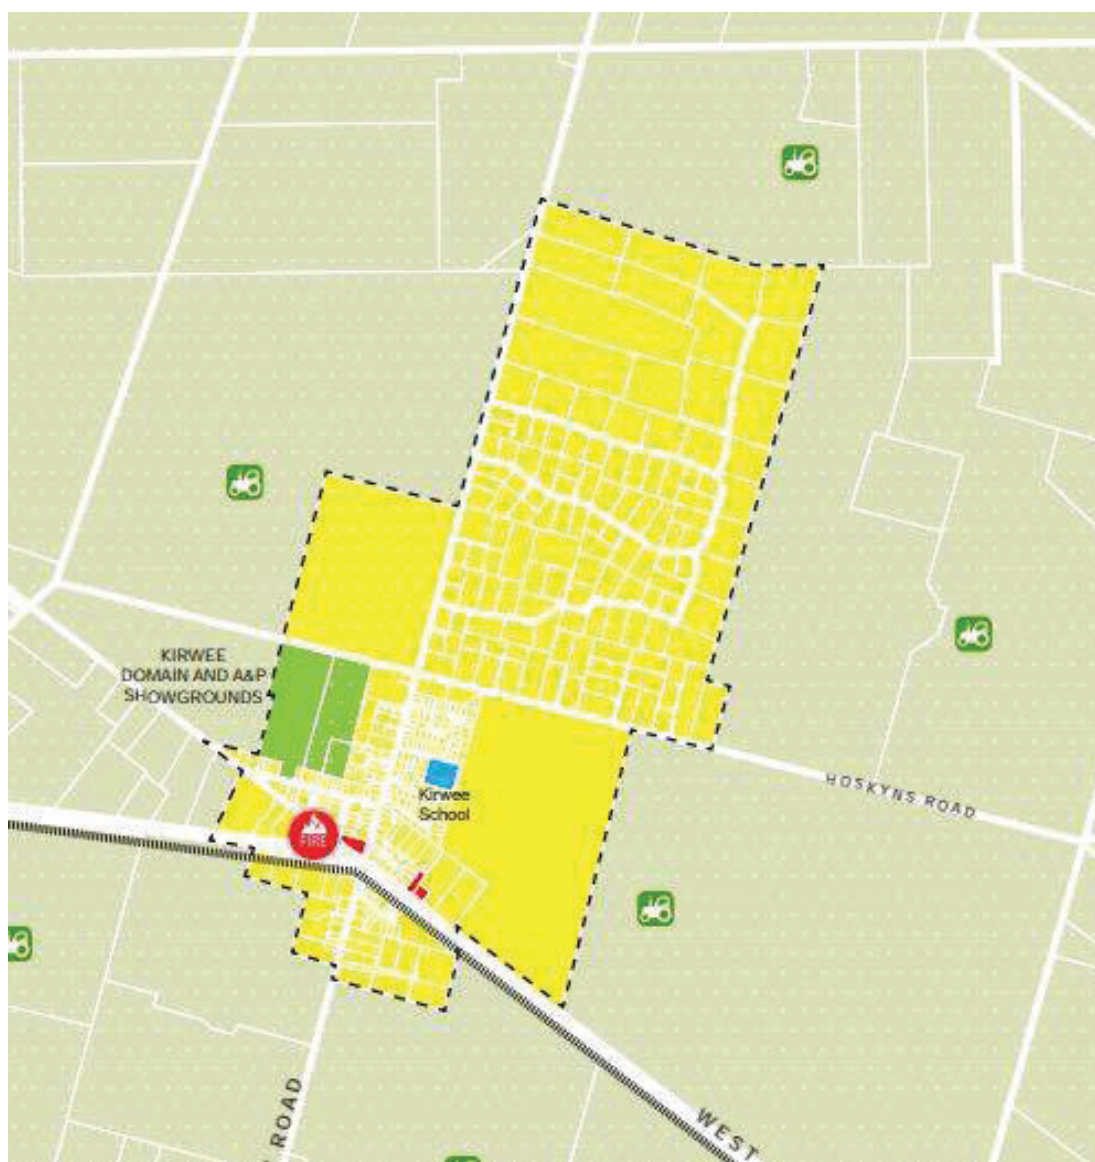 KIRWEE
DOMAIN AND A&P
SHOWGROUNDS
Kirwee
School
HOSKYNS ROAD
FIRE
ROAD
WEST